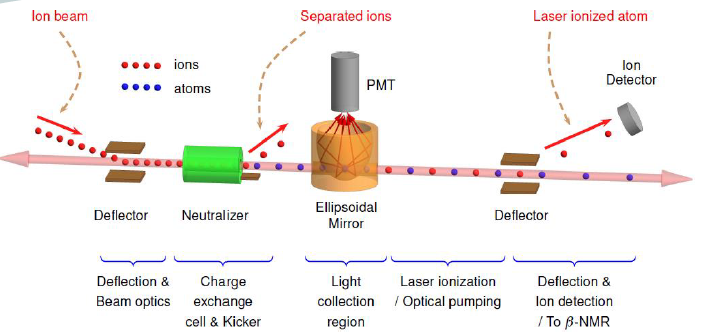 Ion beam
Separated ions
Laser ionized atom
ions
atoms
PMT
Ion
Detector
Deflector
Neutralizer
Ellipsoidal
Mirror
Deflector
Deflection &
Beam optics
Charge
exchange
cell & Kicker
Light
collection
region
Laser ionization
/ Optical pumping
Deflection &
Ion detection
/ To β-NMR